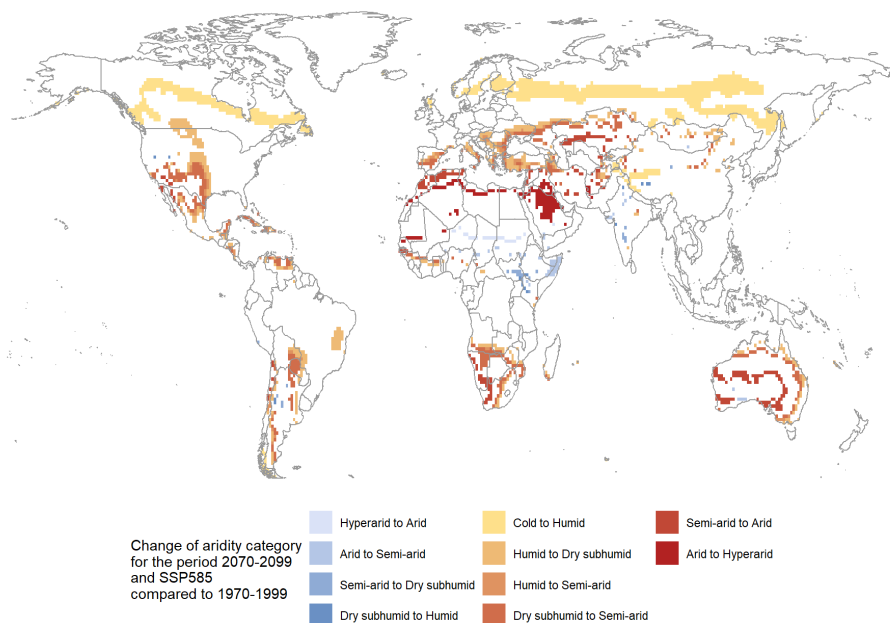 Change of aridity category
for the period 2070-2099
and SSP585
compared to 1970-1999
Hyperarid to Arid
Arid to Semi-arid
Semi-arid to Dry subhumid
Dry subhumid to Humid
Cold to Humid
Humid to Dry subhumid
Humid to Semi-arid
Dry subhumid to Semi-arid
Semi-arid to Arid
Arid to Hyperarid